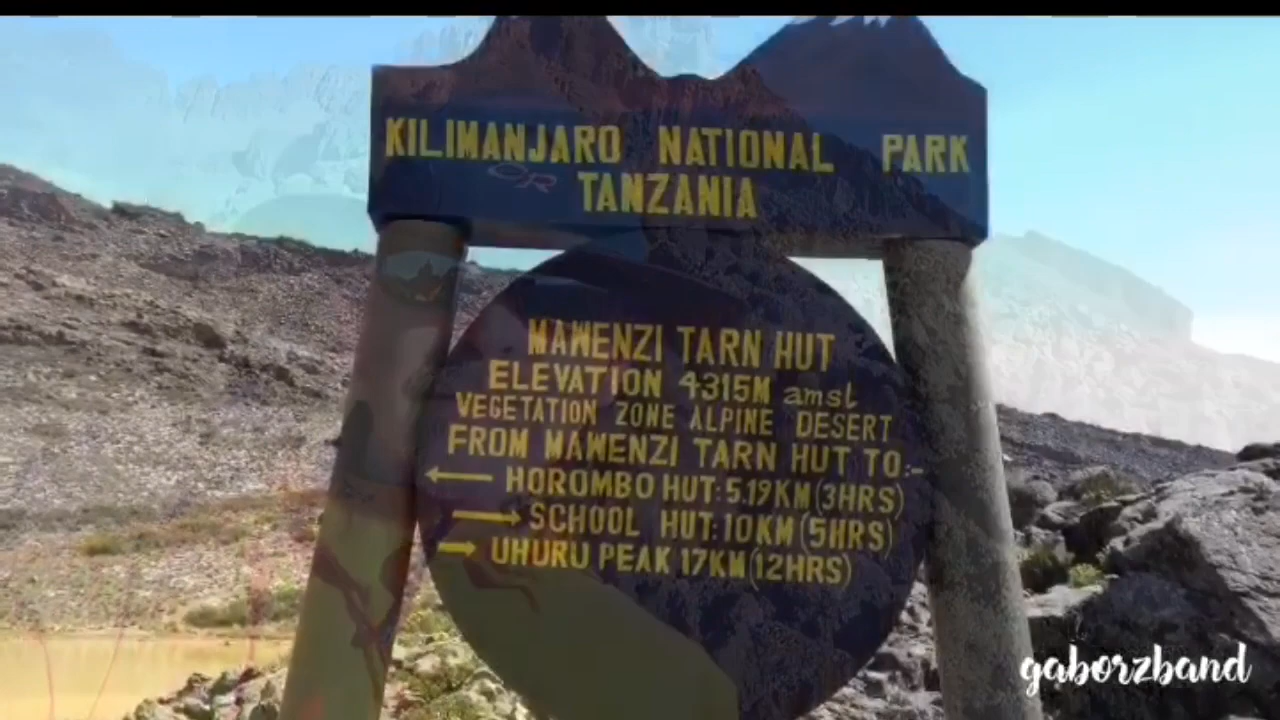 KILIMANJARO NATIONAL PARK
OR
TANZANIA
MAWENZI TARN HUT
ELEVATION 4315M amsl
VEGETATION ZONE ALPINE DESERT
FROM MAWENZI TARN HUT TO:-
HOROMBO HUT: 5.19KM (3HRS)
SCHOOL HUT: 10KM (5HRS)
UHURU PEAK 17KM (12HRS)
gaborzband